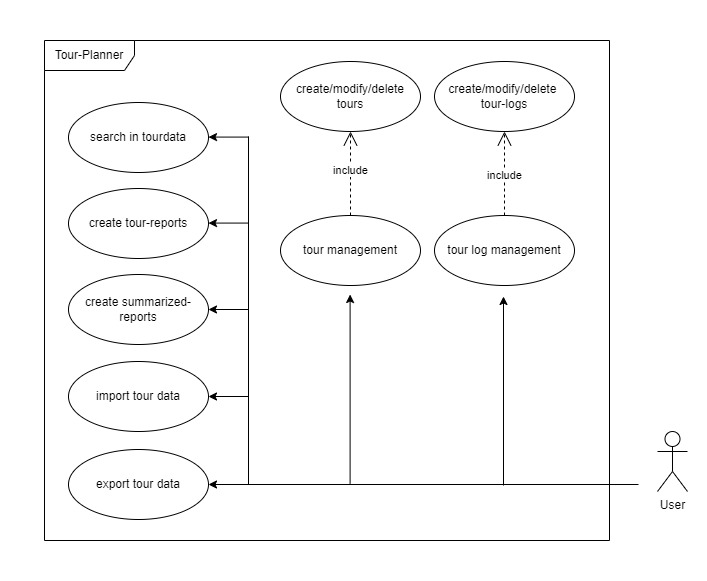 Tour-Planner
create/modify/delete
tours
create/modify/delete
tour-logs
search in tourdata
include
include
create tour-reports
tour management
tour log management
create summarized-
reports
import tour data
export tour data
User